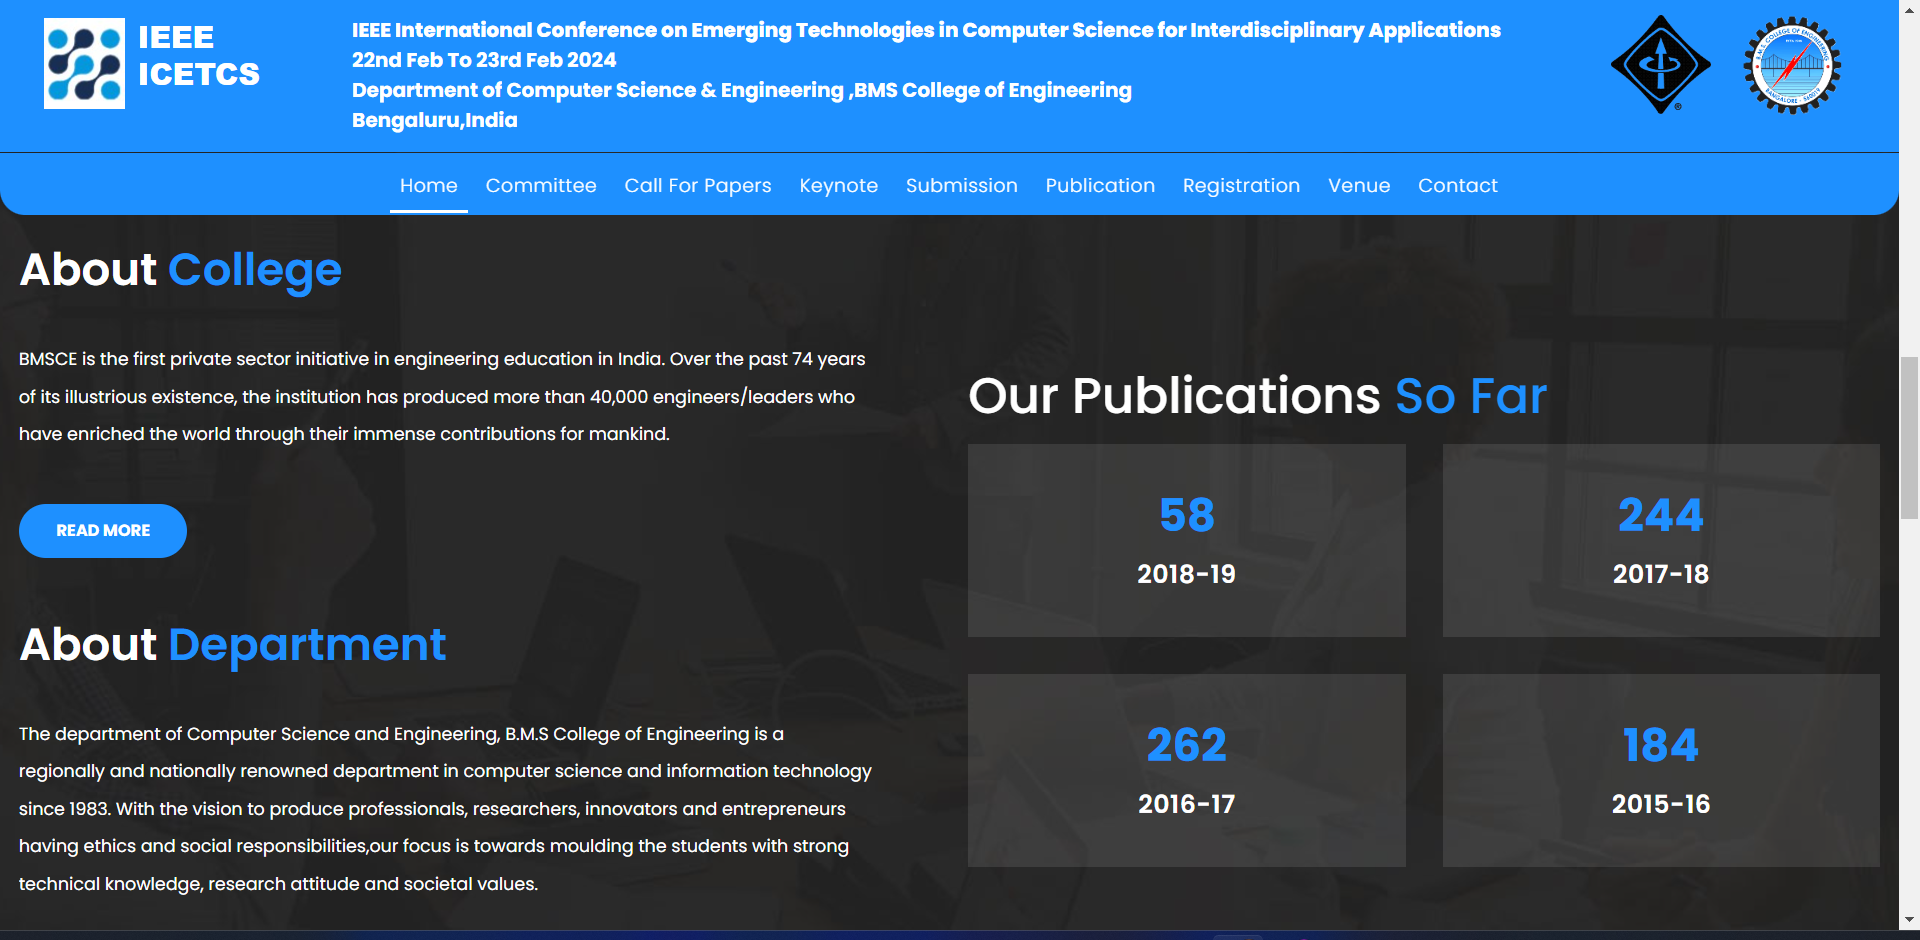 IEEE
ICETCS
IEEE International Conference on Emerging Technologies in Computer Science for Interdisciplinary Applications
22nd Feb To 23rd Feb 2024
Department of Computer Science & Engineering ,BMS College of Engineering
Bengaluru,India
B.M.S. COLLEGE OF ENGINEERING
BANGALORE - 560019
Home Committee Call For Papers Keynote Submission Publication Registration Venue Contact
About College
BMSCE is the first private sector initiative in engineering education in India. Over the past 74 years
of its illustrious existence, the institution has produced more than 40,000 engineers/leaders who
have enriched the world through their immense contributions for mankind.
READ MORE
About Department
The department of Computer Science and Engineering, B.M.S College of Engineering is a
regionally and nationally renowned department in computer science and information technology
since 1983. With the vision to produce professionals, researchers, innovators and entrepreneurs
having ethics and social responsibilities,our focus is towards moulding the students with strong
technical knowledge, research attitude and societal values.
Our Publications So Far
58
2018-19
244
2017-18
262
2016-17
184
2015-16